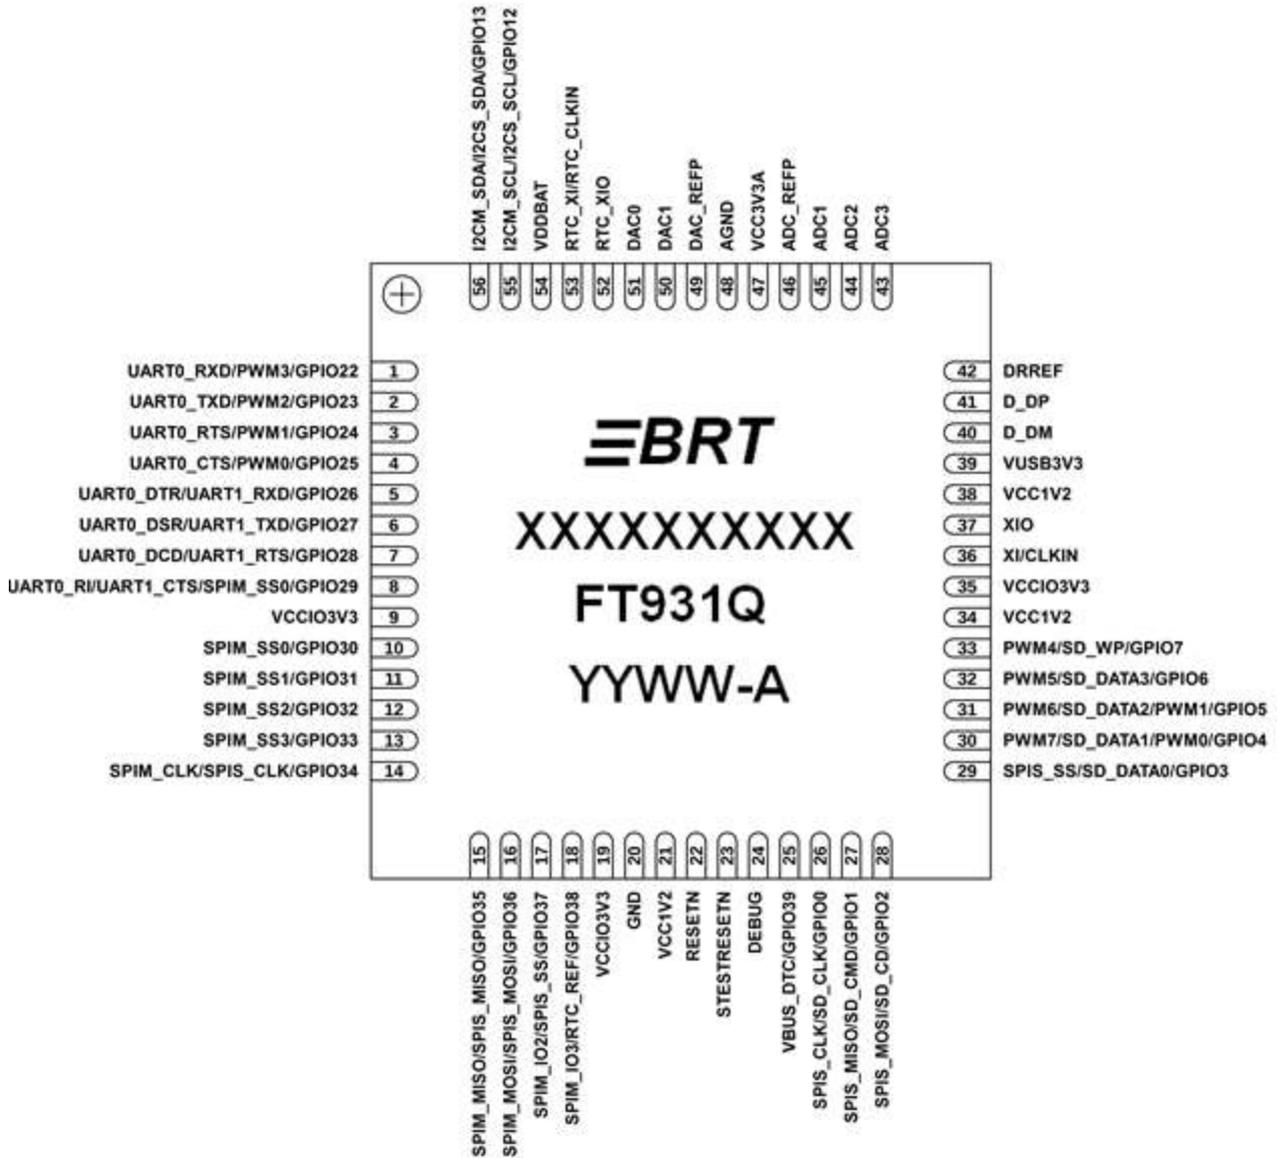 I2CM_SDA/I2CS_SDA/GPIO13
I2CM_SCL/I2CS_SCL/GPIO12
VDDBAT
RTC_XI/RTC_CLKIN
RTC_XIO
DAC0
DAC1
DAC_REFP
AGND
VCC3V3A
ADC_REFP
ADC1
ADC2
ADC3
56 55 54 53 52 51 50 49 48 47 46 45 44 43
UART0_RXD/PWM3/GPIO22 1
UART0_TXD/PWM2/GPIO23 2
UART0_RTS/PWM1/GPIO24 3
UART0_CTS/PWM0/GPIO25 4
UART0_DTR/UART1_RXD/GPIO26 5
UART0_DSR/UART1_TXD/GPIO27 6
UART0_DCD/UART1_RTS/GPIO28 7
UART0_RI/UART1_CTS/SPIM_SS0/GPIO29 8
VCCIO3V3 9
SPIM_SS0/GPIO30 10
SPIM_SS1/GPIO31 11
SPIM_SS2/GPIO32 12
SPIM_SS3/GPIO33 13
SPIM_CLK/SPIS_CLK/GPIO34 14
BRT
XXXXXXXXXX
FT931Q
YYWW-A
42 DRREF
41 D_DP
40 D_DM
39 VUSB3V3
38 VCC1V2
37 XIO
36 XI/CLKIN
35 VCCIO3V3
34 VCC1V2
33 PWM4/SD_WP/GPIO7
32 PWM5/SD_DATA3/GPIO6
31 PWM6/SD_DATA2/PWM1/GPIO5
30 PWM7/SD_DATA1/PWM0/GPIO4
29 SPIS_SS/SD_DATA0/GPIO3
15 16 17 18 19 20 21 22 23 24 25 26 27 28
SPIM_MISO/SPIS_MISO/GPIO35
SPIM_MOSI/SPIS_MOSI/GPIO36
SPIM_IO2/SPIS_SS/GPIO37
SPIM_IO3/RTC_REF/GPIO38
VCCIO3V3
GND
VCC1V2
RESETN
STESTRESETN
DEBUG
VBUS_DTC/GPIO39
SPIS_CLK/SD_CLK/GPIO0
SPIS_MISO/SD_CMD/GPIO1
SPIS_MOSI/SD_CD/GPIO2